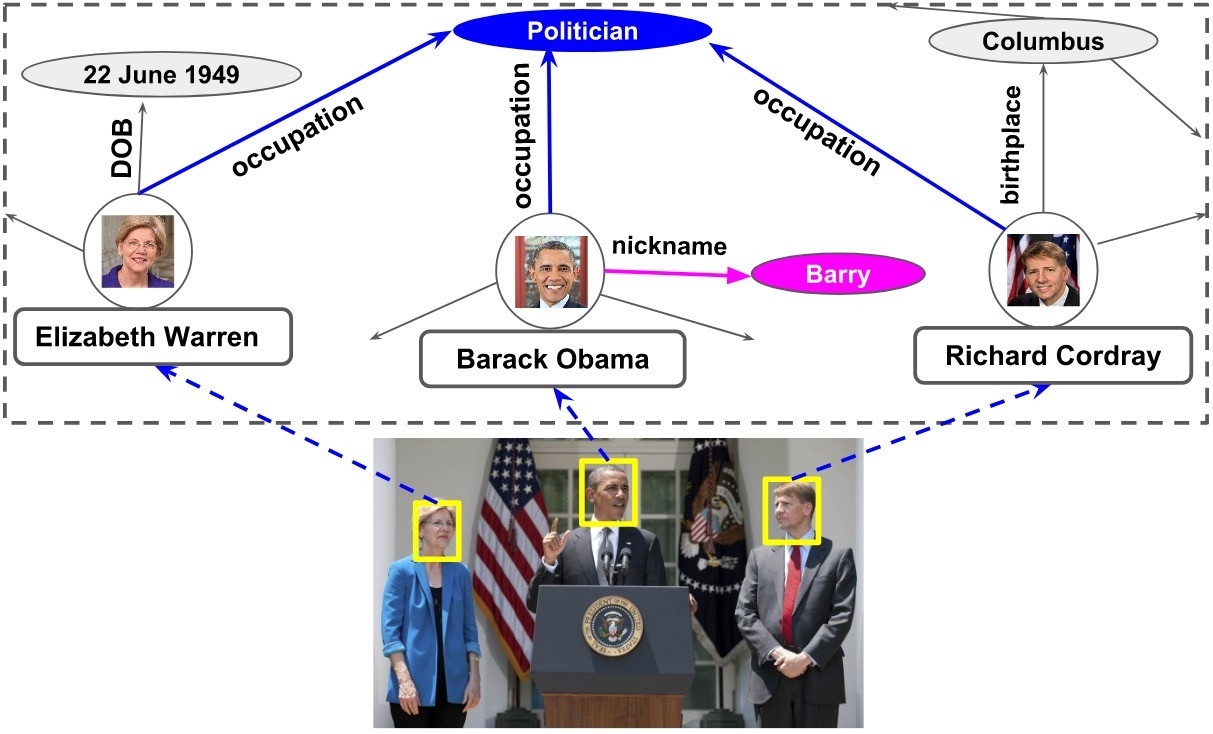 Politician
Columbus
22 June 1949
DOB
occupation
occupation
occupation
birthplace
nickname
Barry
Elizabeth Warren
Barack Obama
Richard Cordray